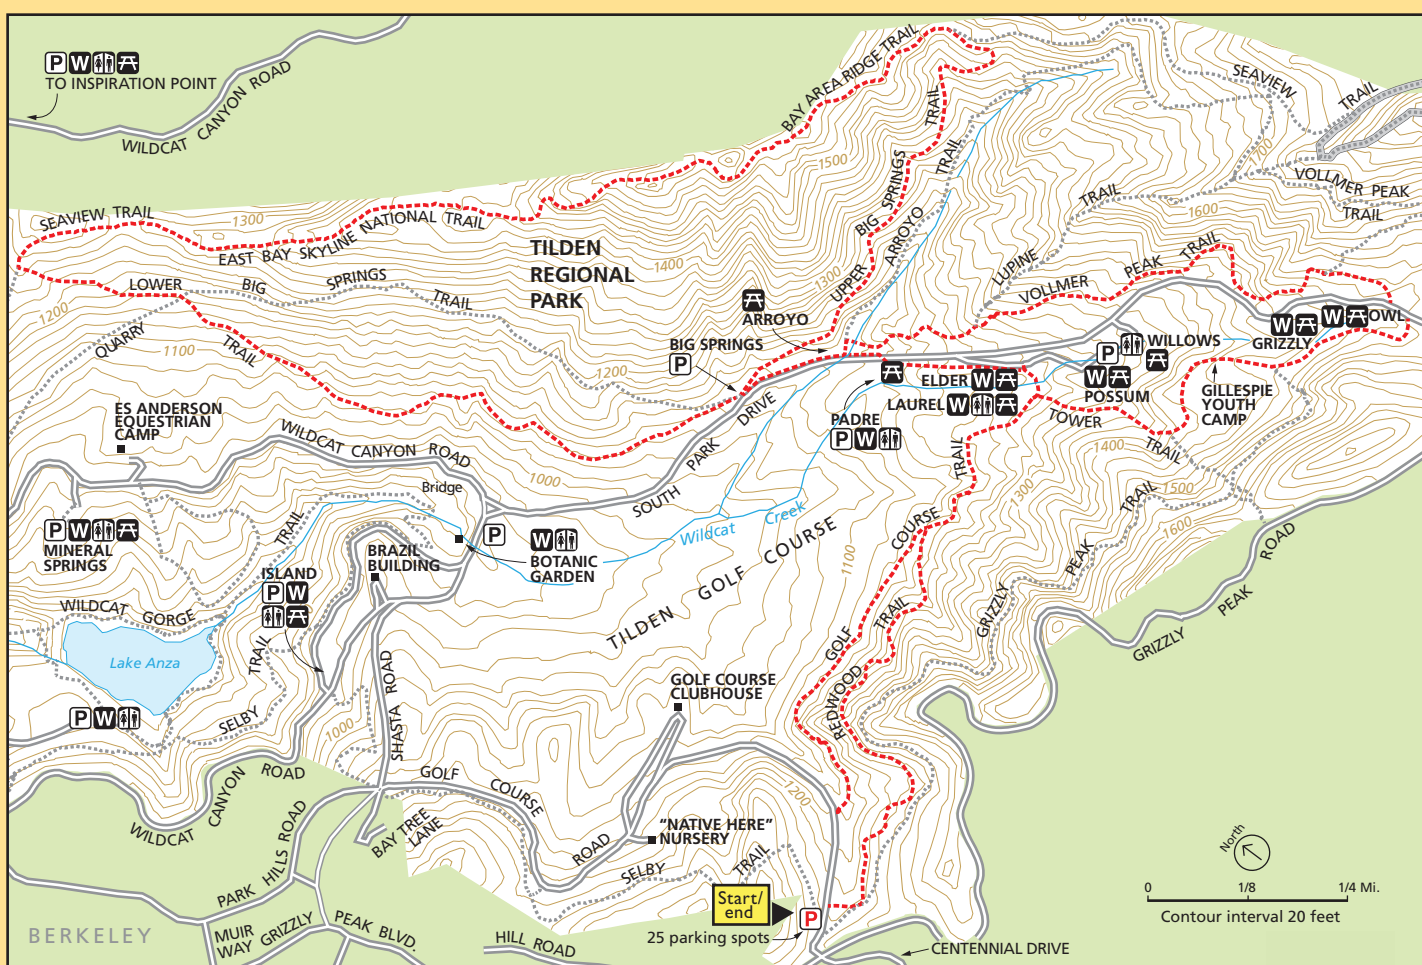 P W
TO INSPIRATION POINT
WILDCAT CANYON ROAD
BAY AREA RIDGE TRAIL
SEAVIEW
TRAIL
1700
VOLLMER PEAK
TRAIL
1500
TRAIL
BIG SPRINGS
UPPER
TRAIL
ARROYO
TRAIL
1600
LUPINE
SEAVIEW TRAIL
1300
EAST BAY SKYLINE NATIONAL TRAIL
TILDEN
REGIONAL
PARK
1400
1300
VOLLMER PEAK TRAIL
LOWER BIG SPRINGS TRAIL
1200
QUARRY
TRAIL
1100
1200
ARROYO
BIG SPRINGS
P
W
GRIZZLY
W
OWL
P
WILLOWS
W
POSSUM
GILLESPIE
YOUTH
CAMP
ELDER W
LAUREL W
PADRE
P W
TOWER
TRAIL
1400
ES ANDERSON
EQUESTRIAN
CAMP
WILDCAT CANYON ROAD
Bridge
1000
SOUTH PARK DRIVE
Wildcat Creek
TILDEN GOLF COURSE
1100
GOLF COURSE TRAIL
1300
1500
1600
GRIZZLY PEAK TRAIL
GRIZZLY PEAK ROAD
P W
MINERAL
SPRINGS
TRAIL
WILDCAT GORGE
Lake Anza
P W
ISLAND
P W
BRAZIL
BUILDING
P
W
BOTANIC
GARDEN
SELBY
TRAIL
1000
SHASTA ROAD
REDWOOD TRAIL
GOLF COURSE
CLUBHOUSE
WILDCAT CANYON ROAD
GOLF COURSE ROAD
1200
BAY TREE
LANE
"NATIVE HERE"
NURSERY
SELBY TRAIL
PARK HILLS ROAD
MUIR
WAY
GRIZZLY PEAK BLVD.
BERKELEY
HILL ROAD
Start/
end
P
25 parking spots
CENTENNIAL DRIVE
North
0 1/8 1/4 Mi.
Contour interval 20 feet